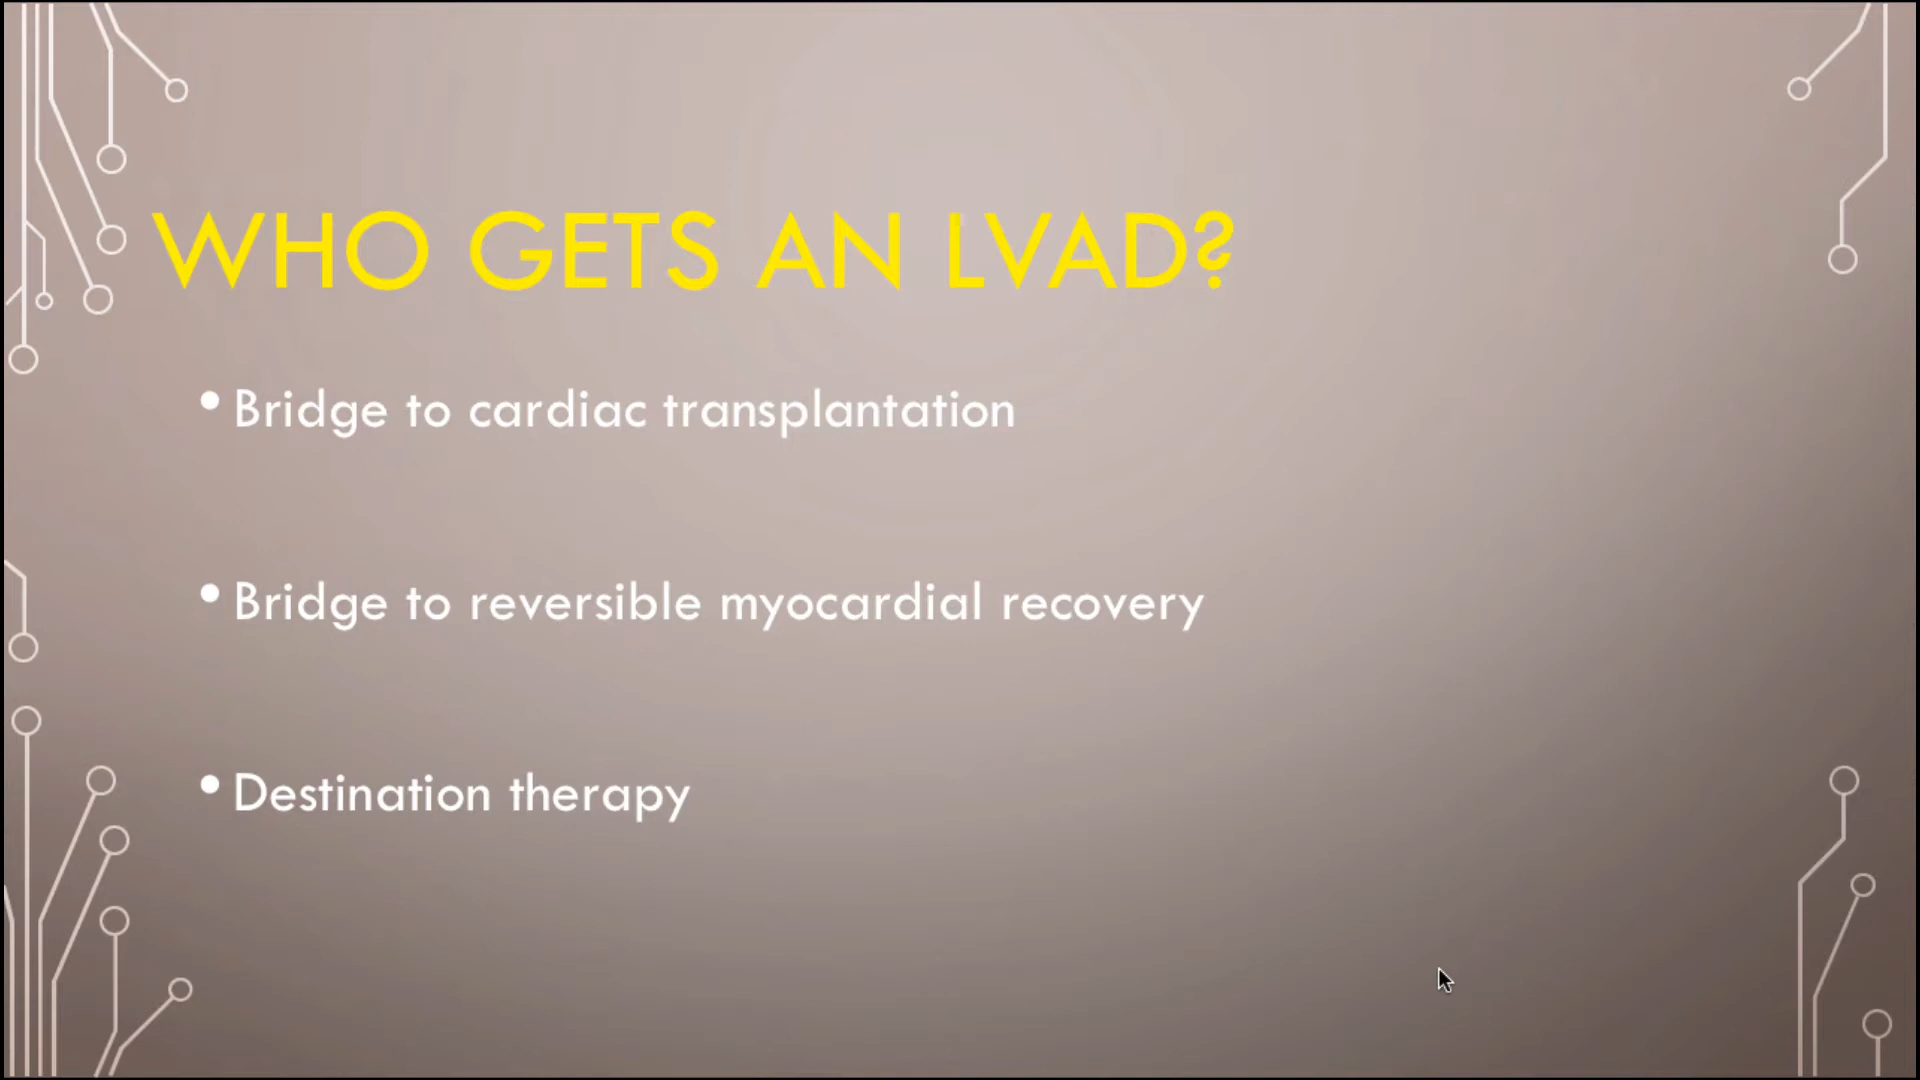 WHO GETS AN LVAD?
• Bridge to cardiac transplantation
• Bridge to reversible myocardial recovery
• Destination therapy